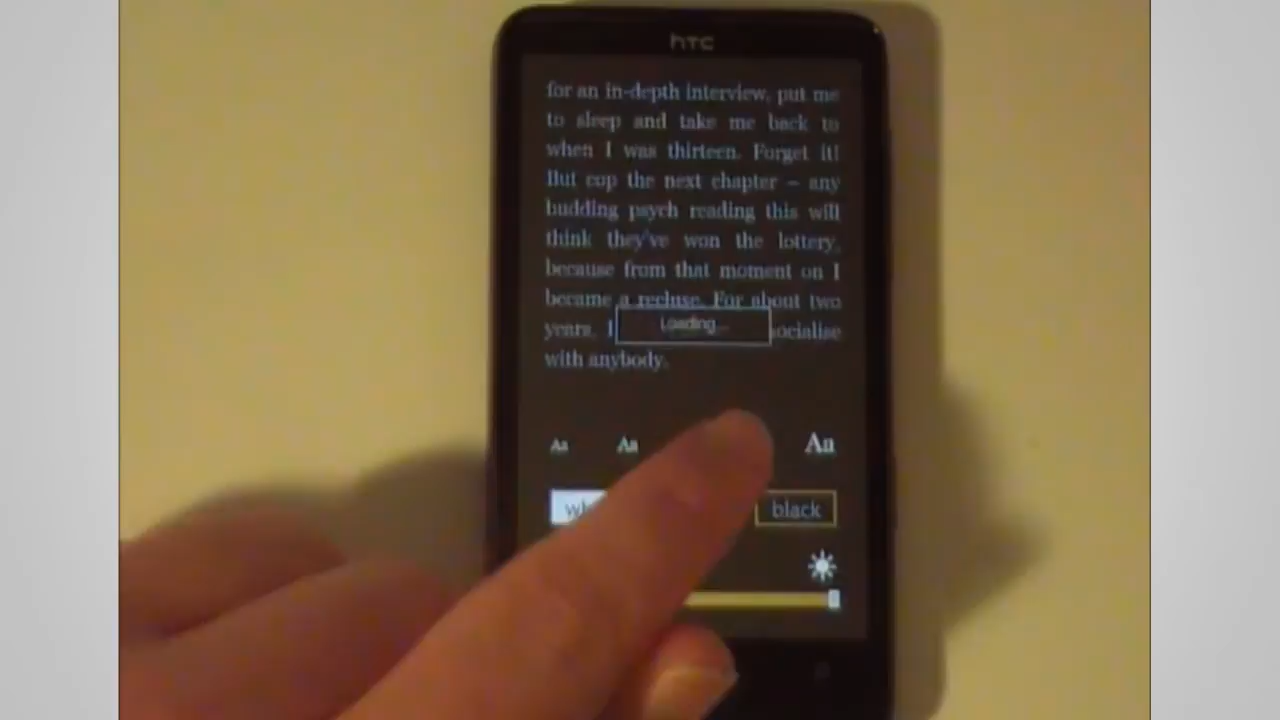 hTC
for an in-depth interview, put me
to sleep and take me back to
when I was thirteen. Forget it!
But cop the next chapter – any
budding psych reading this will
think they've won the lottery,
because from that moment on I
became a recluse. For about two
years, I
Loading...
ocialise
with anybody.
Aa Aa Aa
wh black